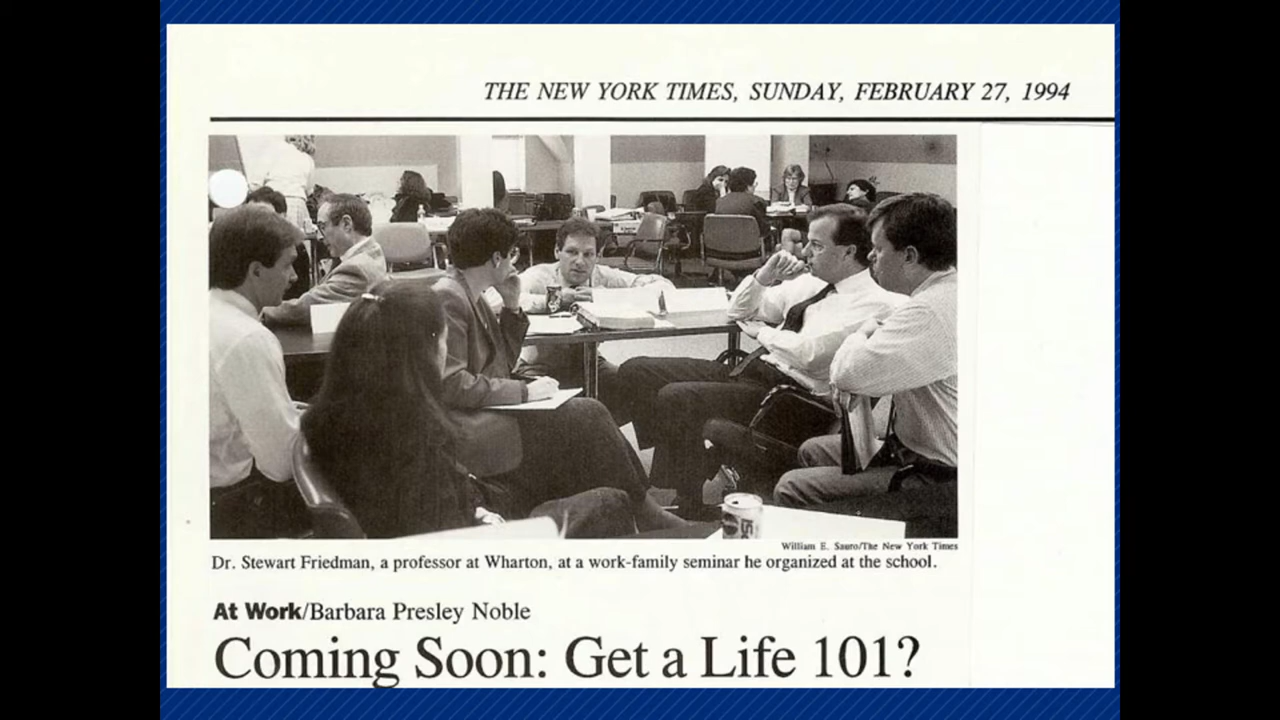 THE NEW YORK TIMES, SUNDAY, FEBRUARY 27, 1994
William E. Sauro/The New York Times
Dr. Stewart Friedman, a professor at Wharton, at a work-family seminar he organized at the school.
At Work/Barbara Presley Noble
Coming Soon: Get a Life 101?